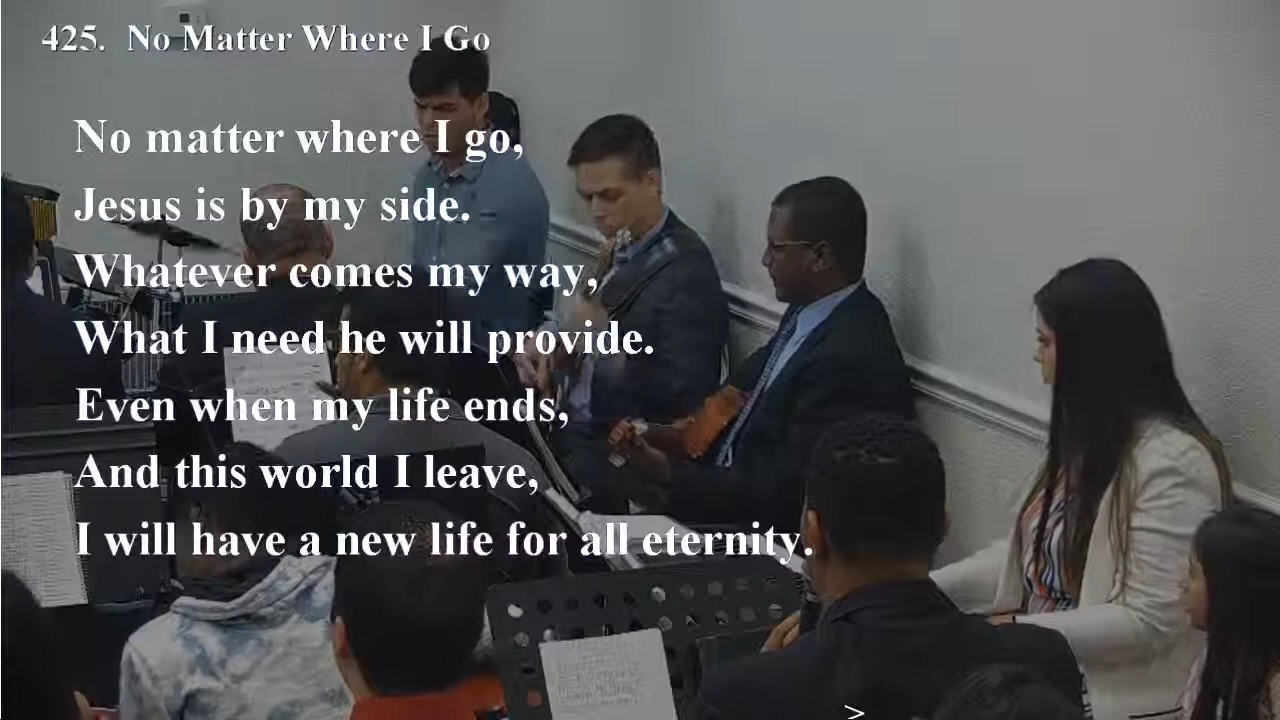 425. No Matter Where I Go
No matter where I go,
Jesus is by my side.
Whatever comes my way,
What I need he will provide.
Even when my life ends,
And this world I leave,
I will have a new life for all eternity.
>